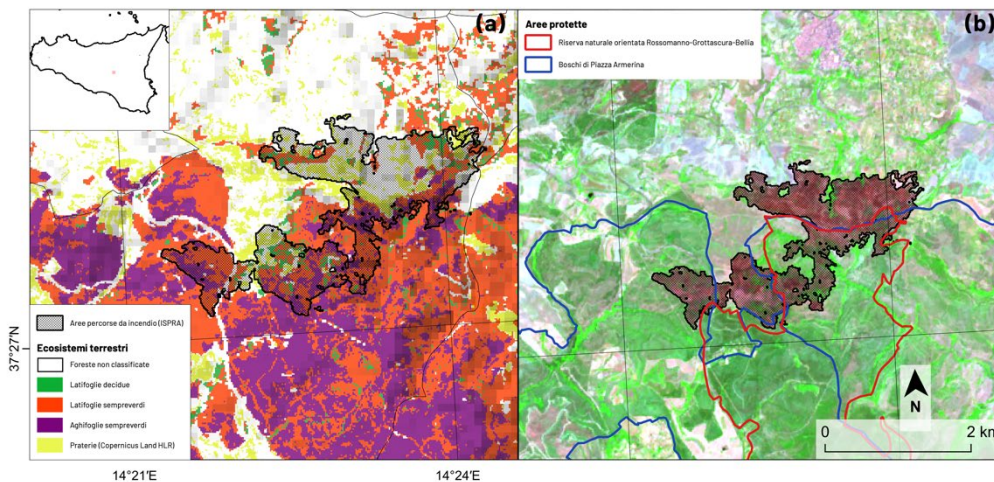 (a)
Aree percorse da incendio (ISPRA)
Ecosistemi terrestri
Foreste non classificate
Latifoglie decidue
Latifoglie sempreverdi
Aghifoglie sempreverdi
Praterie (Copernicus Land HLR)
37°27'N
14°21'E
14°24'E
(b)
Aree protette
Riserva naturale orientata Rossomanno-Grottascura-Bellia
Boschi di Piazza Armerina
N
0 2 km